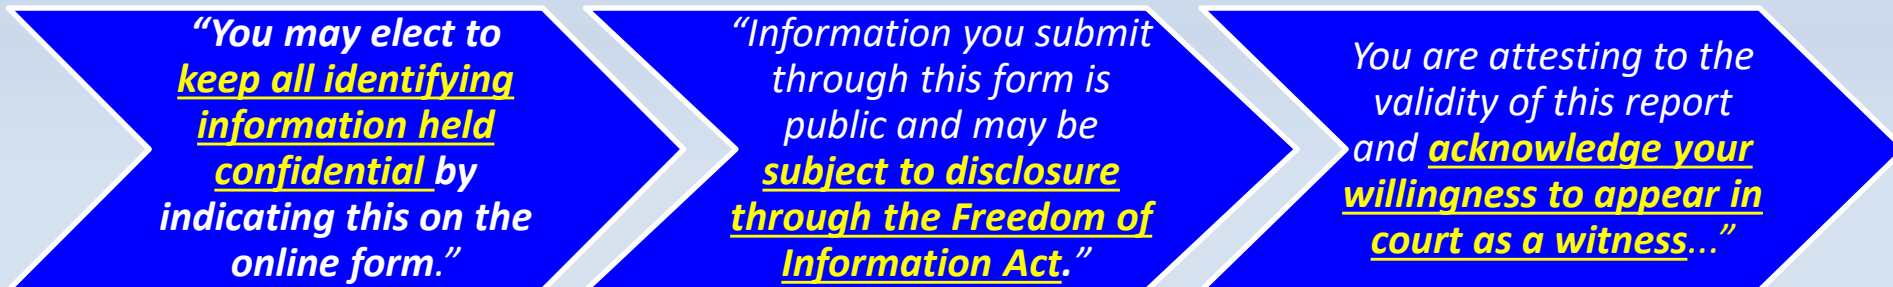 “You may elect to
keep all identifying
information held
confidential by
indicating this on the
online form.”
“Information you submit
through this form is
public and may be
subject to disclosure
through the Freedom of
Information Act.”
You are attesting to the
validity of this report
and acknowledge your
willingness to appear in
court as a witness...”